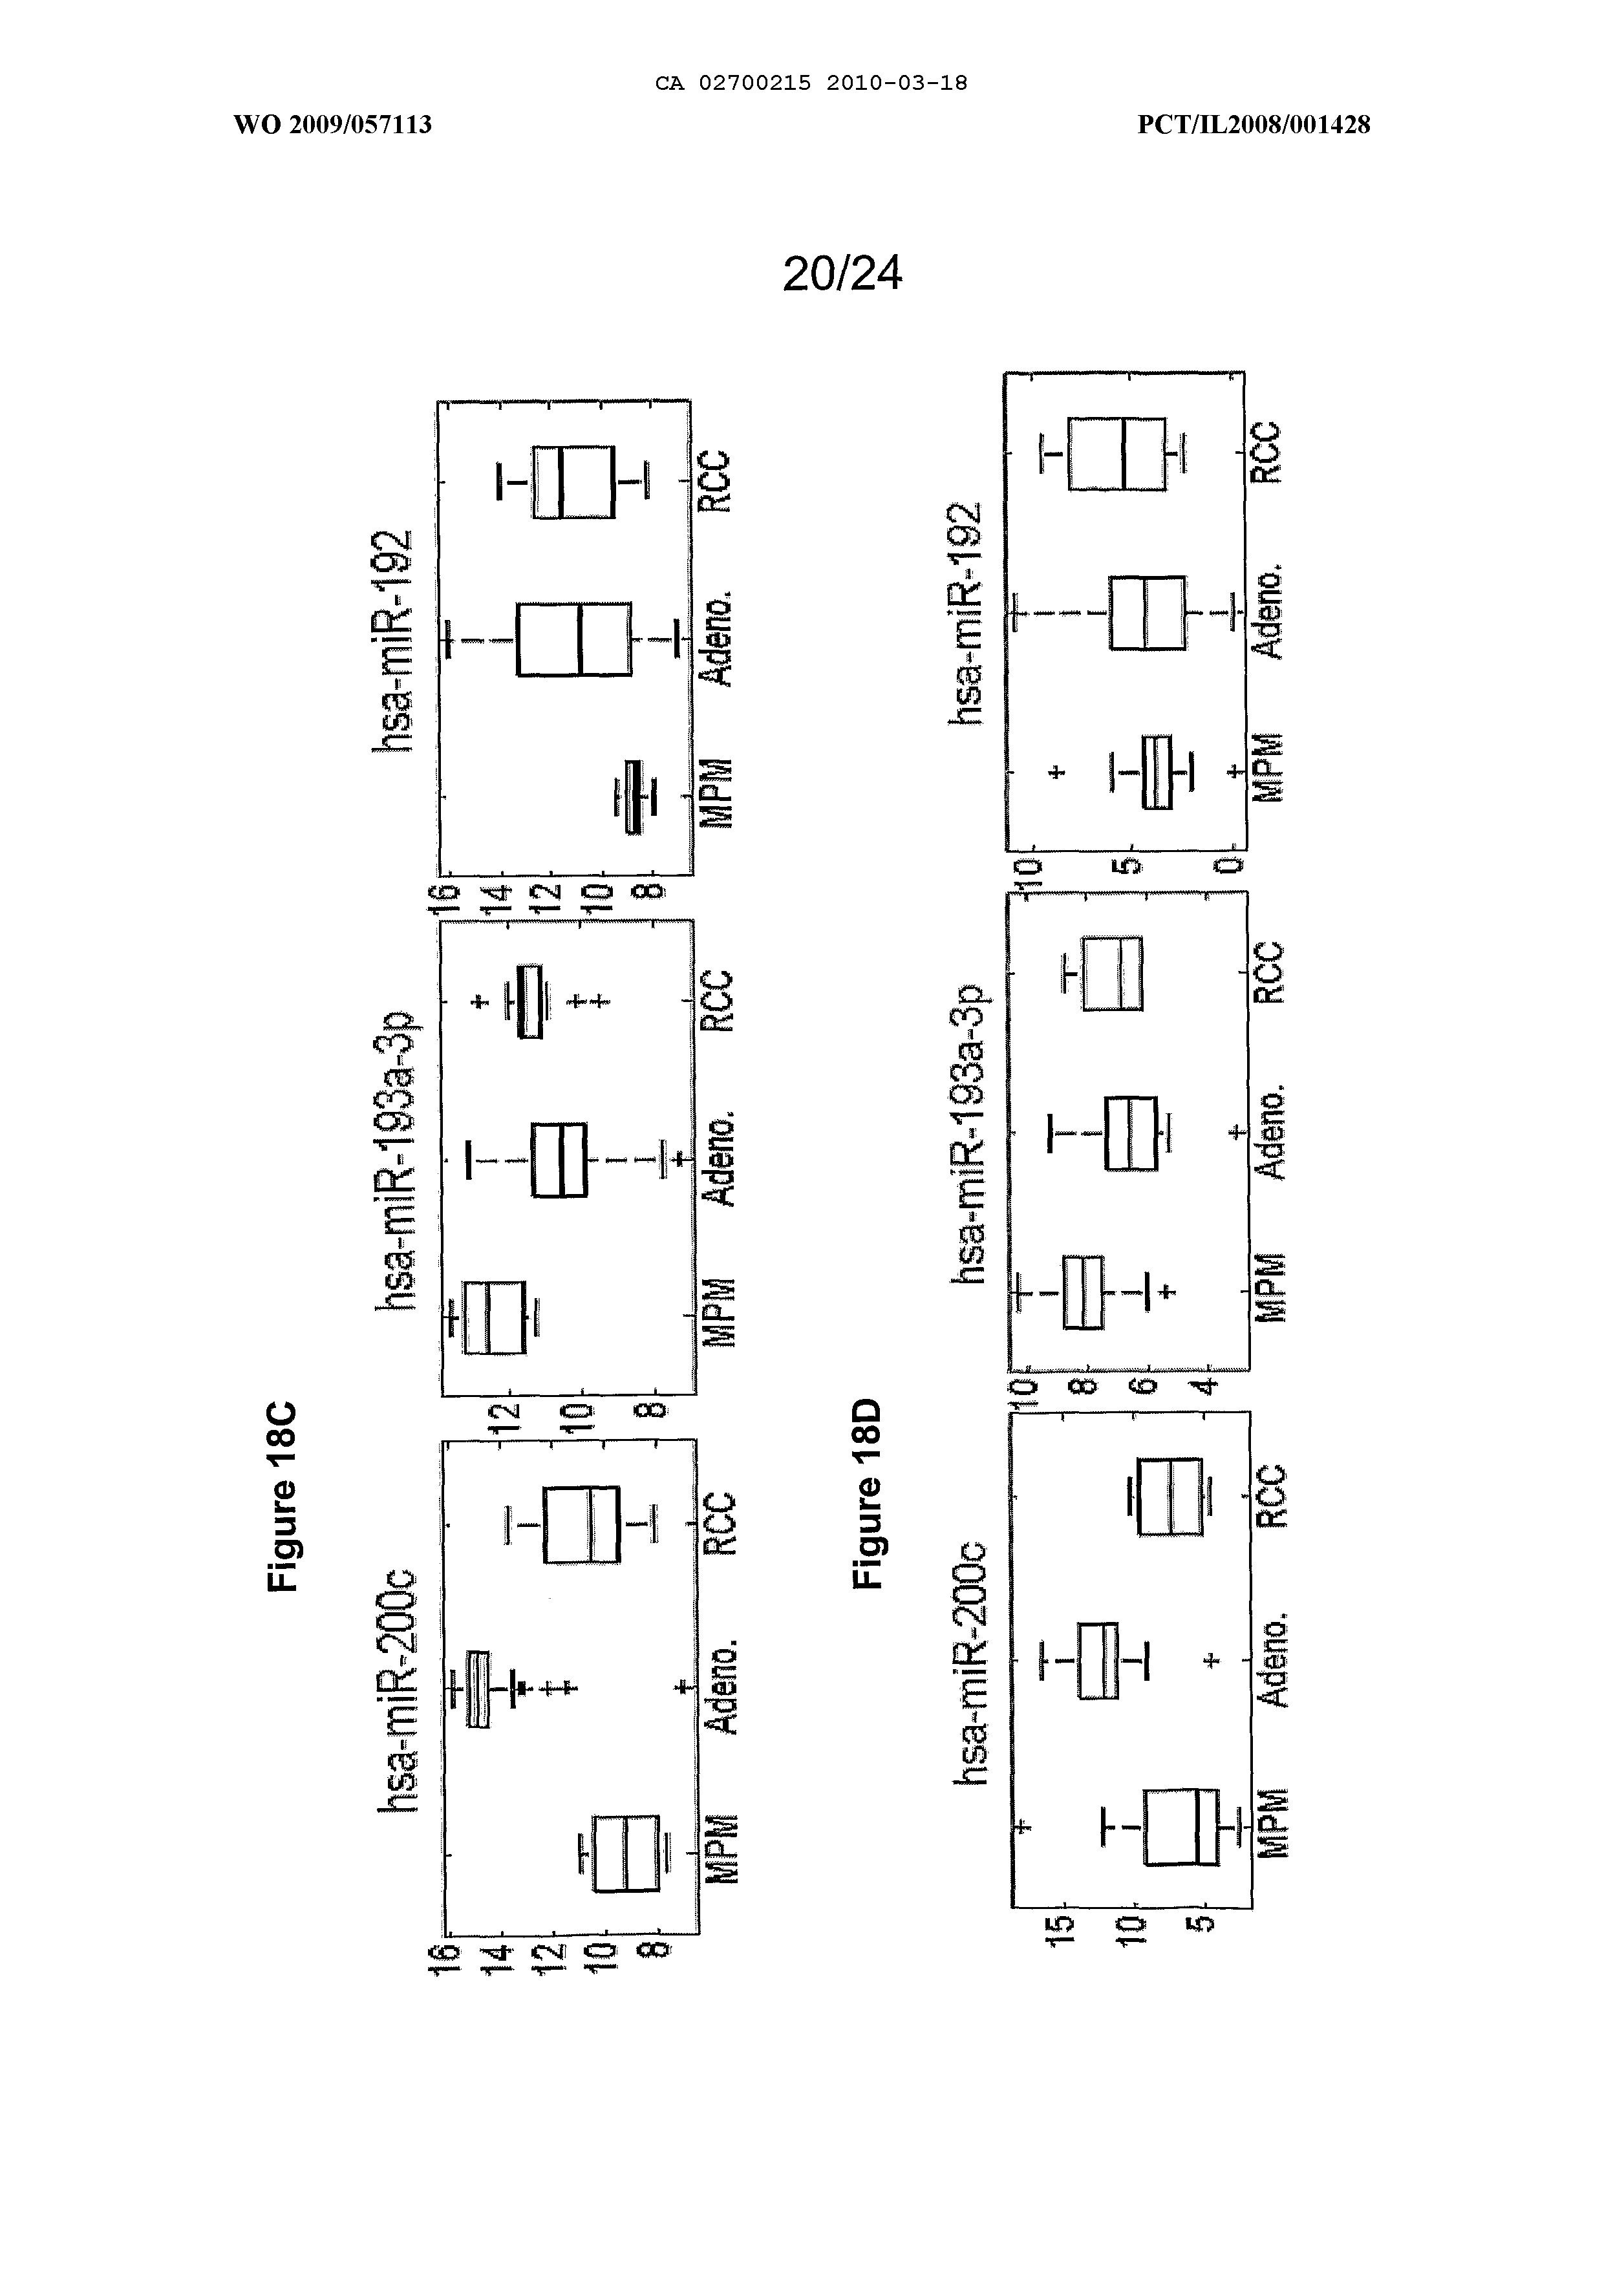 CA 02700215 2010-03-18
WO 2009/057113
PCT/IL2008/001428
20/24
Figure 18C
hsa-miR-200c
16
14
12
10
8
MPM
Adeno.
RCC
hsa-miR-193a-3p
12
10
8
MPM
Adeno.
RCC
hsa-miR-192
16
14
12
10
8
MPM
Adeno.
RCC
Figure 18D
hsa-miR-200c
15
10
5
MPM
Adeno.
RCC
hsa-miR-193a-3p
10
8
6
4
MPM
Adeno.
RCC
hsa-miR-192
10
5
0
MPM
Adeno.
RCC